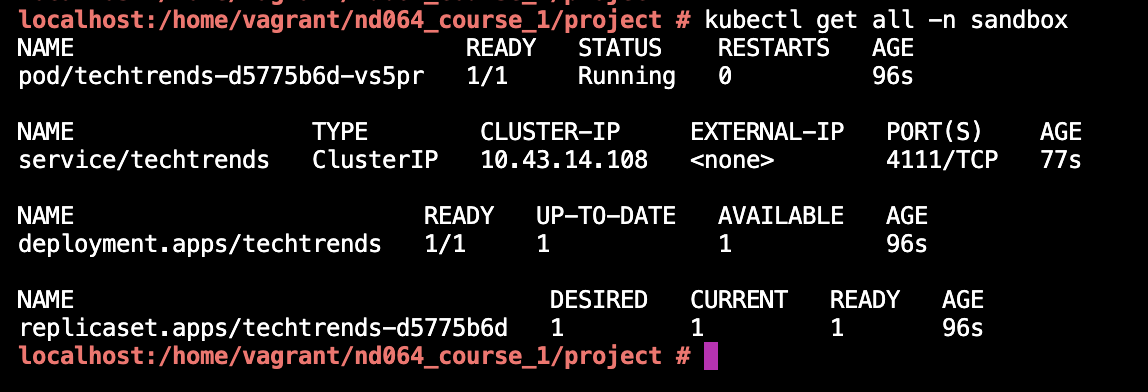 localhost:/home/vagrant/nd064_course_1/project # kubectl get all -n sandbox
NAME                             READY   STATUS    RESTARTS   AGE
pod/techtrends-d5775b6d-vs5pr   1/1     Running   0          96s

NAME                 TYPE        CLUSTER-IP     EXTERNAL-IP   PORT(S)    AGE
service/techtrends   ClusterIP   10.43.14.108   <none>        4111/TCP   77s

NAME                         READY   UP-TO-DATE   AVAILABLE   AGE
deployment.apps/techtrends   1/1     1            1           96s

NAME                                  DESIRED   CURRENT   READY   AGE
replicaset.apps/techtrends-d5775b6d   1         1         1       96s
localhost:/home/vagrant/nd064_course_1/project #